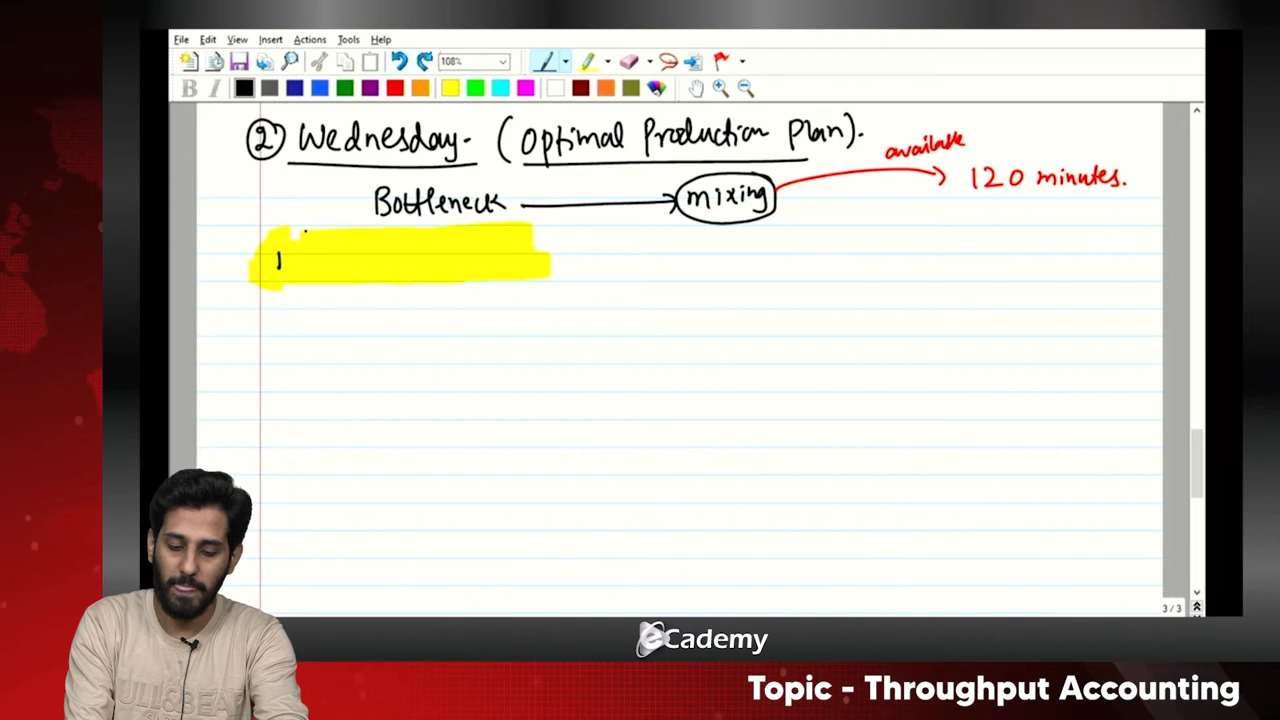 File Edit View Insert Actions Tools Help
B I 108%
② Wednesday- (Optimal Production Plan).
available
Bottleneck → mixing → 120 minutes.
3/3
eCademy
Topic - Throughput Accounting